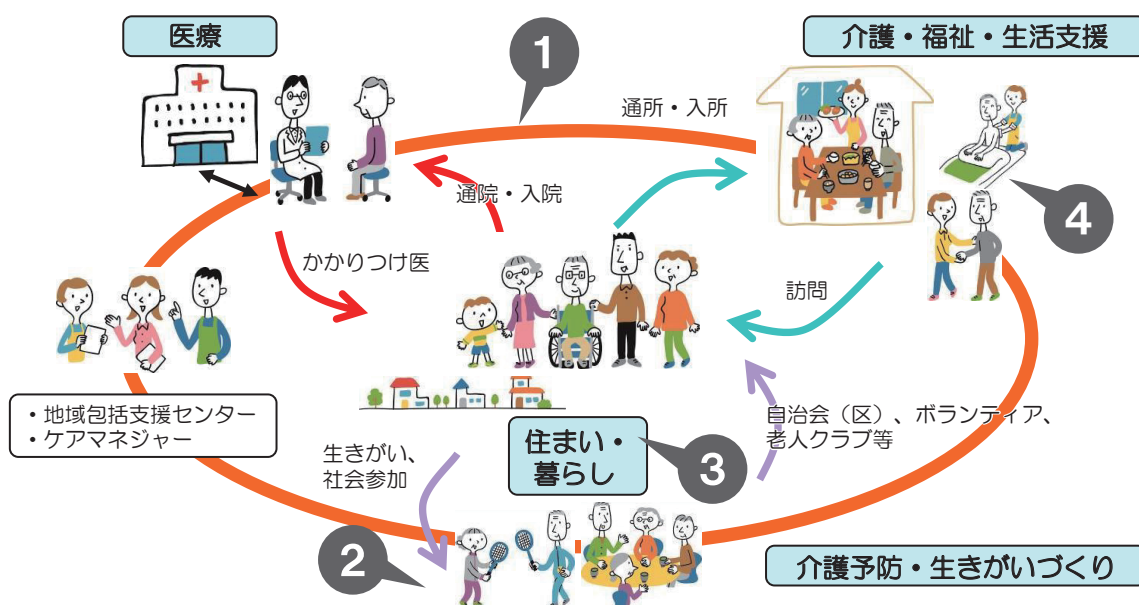 医療
1
介護・福祉・生活支援
通所・入所
通院・入院
4
かかりつけ医
訪問
・地域包括支援センター
・ケアマネジャー
自治会（区）、ボランティア、
老人クラブ等
住まい・
暮らし
3
生きがい、
社会参加
2
介護予防・生きがいづくり